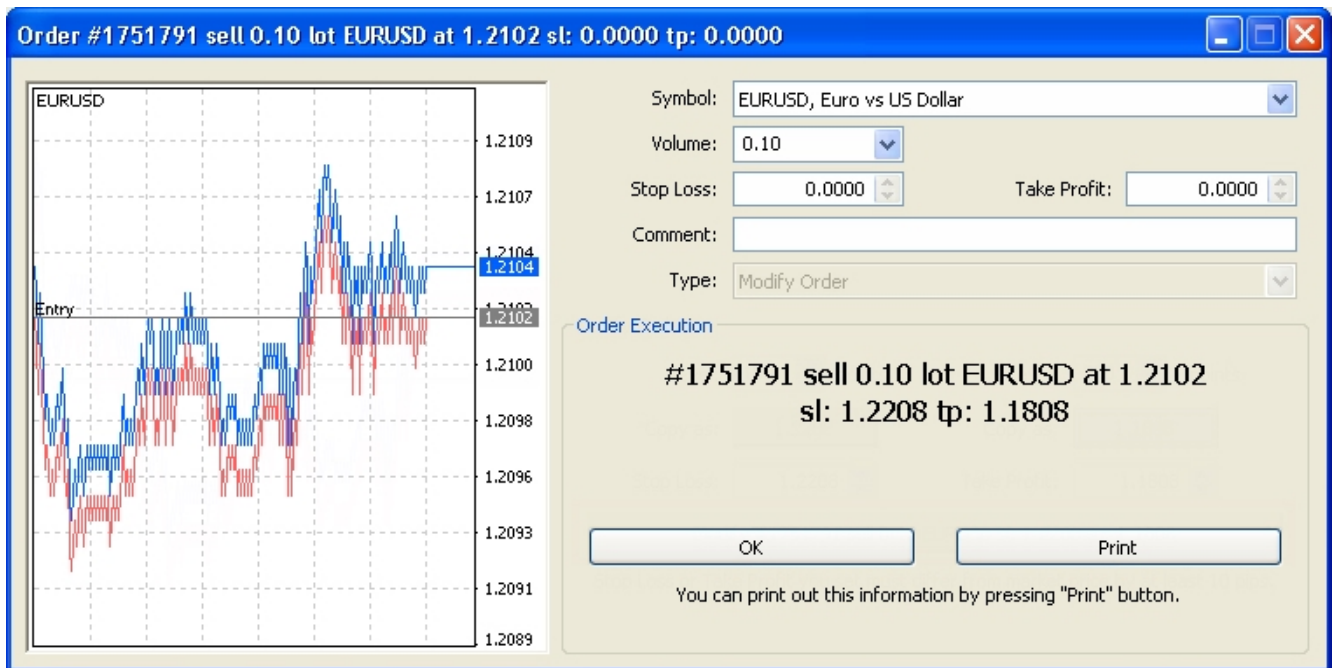 Order #1751791 sell 0.10 lot EURUSD at 1.2102 sl: 0.0000 tp: 0.0000
EURUSD
1.2109
1.2107
1.2104
1.2104
Entry
1.2102
1.2100
1.2098
1.2096
1.2093
1.2091
1.2089
Symbol: EURUSD, Euro vs US Dollar
Volume: 0.10
Stop Loss: 0.0000 Take Profit: 0.0000
Comment:
Type: Modify Order
Order Execution
#1751791 sell 0.10 lot EURUSD at 1.2102
sl: 1.2208 tp: 1.1808
OK Print
You can print out this information by pressing "Print" button.